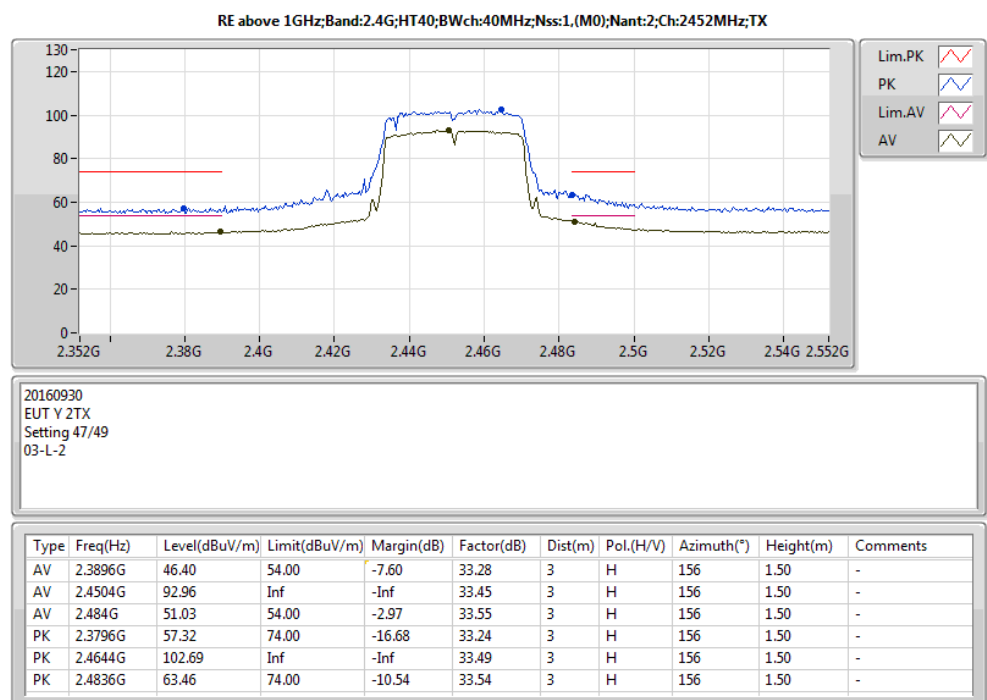 RE above 1GHz;Band:2.4G;HT40;BWch:40MHz;Nss:1,(M0);Nant:2;Ch:2452MHz;TX
130
120
100
80
60
40
20
0
2.352G 2.38G 2.4G 2.42G 2.44G 2.46G 2.48G 2.5G 2.52G 2.54G 2.552G
Lim.PK
PK
Lim.AV
AV
20160930
EUT Y 2TX
Setting 47/49
03-L-2
Type Freq(Hz) Level(dBuV/m) Limit(dBuV/m) Margin(dB) Factor(dB) Dist(m) Pol.(H/V) Azimuth(°) Height(m) Comments
AV 2.3896G 46.40 54.00 -7.60 33.28 3 H 156 1.50 -
AV 2.4504G 92.96 Inf -Inf 33.45 3 H 156 1.50 -
AV 2.484G 51.03 54.00 -2.97 33.55 3 H 156 1.50 -
PK 2.3796G 57.32 74.00 -16.68 33.24 3 H 156 1.50 -
PK 2.4644G 102.69 Inf -Inf 33.49 3 H 156 1.50 -
PK 2.4836G 63.46 74.00 -10.54 33.54 3 H 156 1.50 -